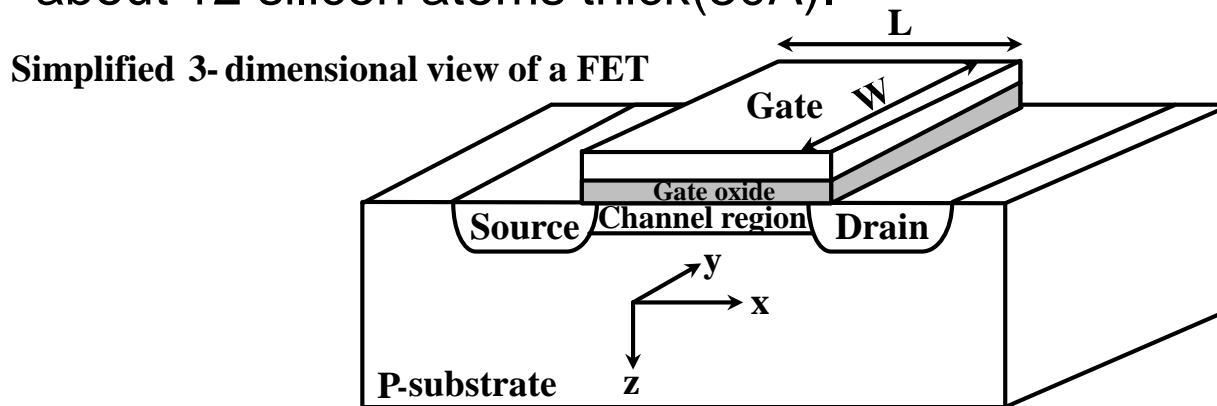 L
Simplified 3- dimensional view of a FET
W
Gate
Gate oxide
Source
Channel region
Drain
y
x
P-substrate
z